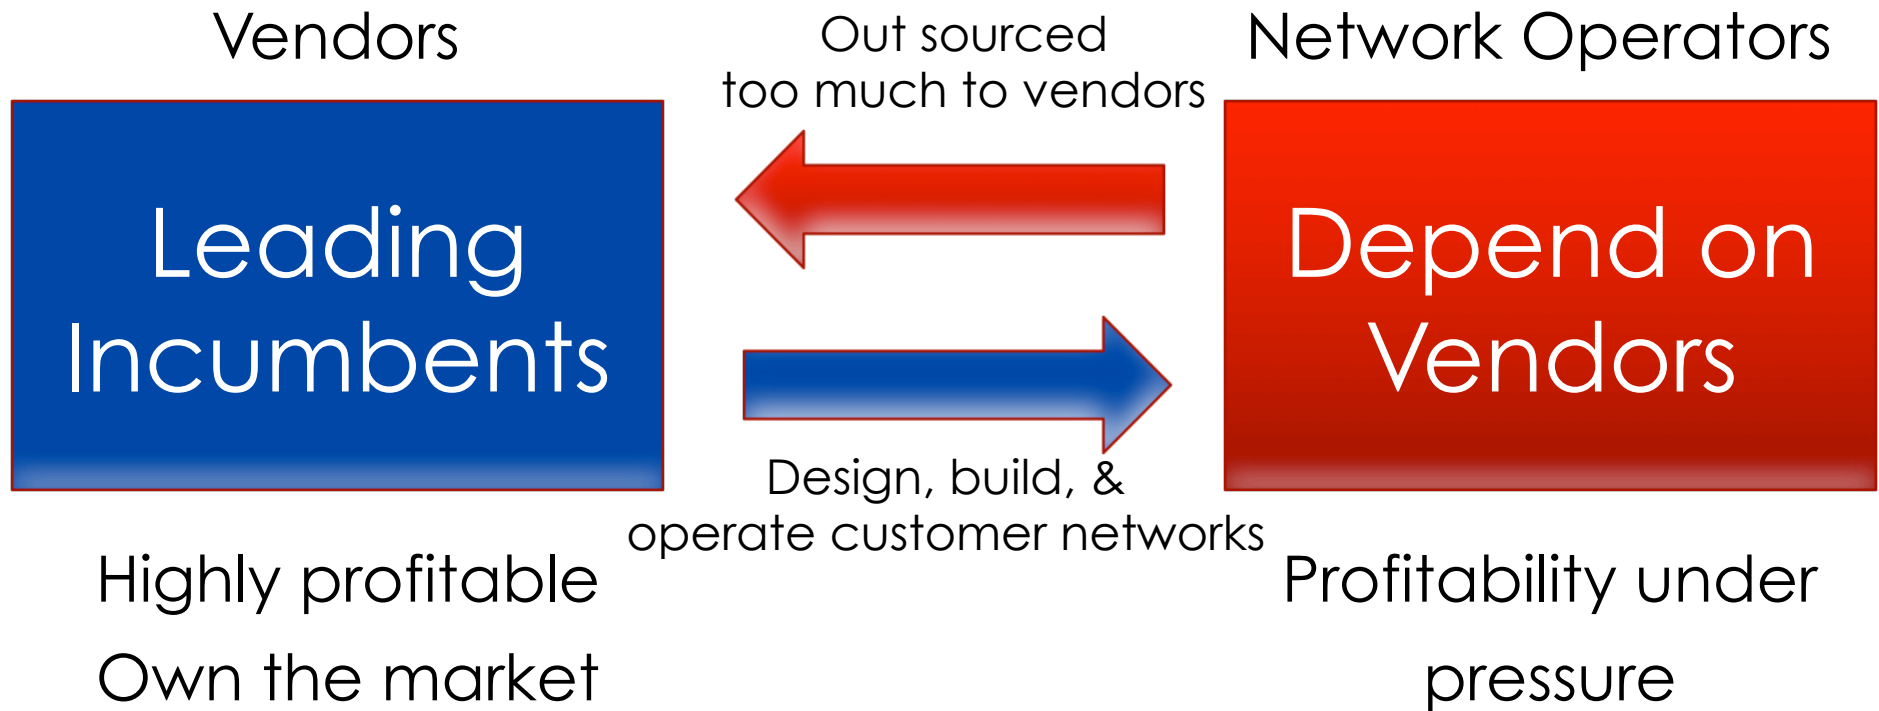 Vendors
Leading
Incumbents
Highly profitable
Own the market
Out sourced
too much to vendors
Design, build, &
operate customer networks
Network Operators
Depend on
Vendors
Profitability under
pressure